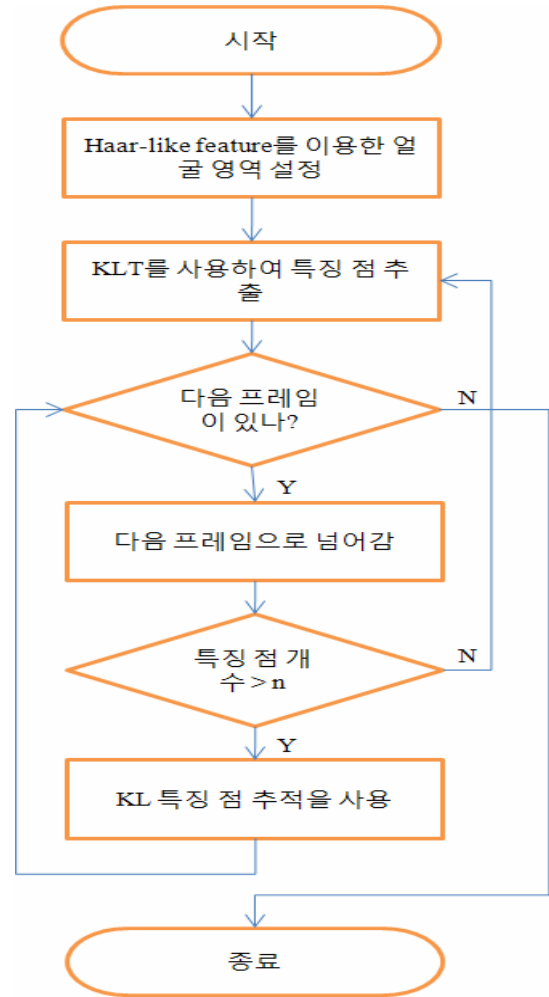 시작
Haar-like feature를 이용한 얼
굴 영역 설정
KLT를 사용하여 특징 점 추
출
다음 프레임
이 있나?
N
Y
다음 프레임으로 넘어감
특징 점 개
수 > n
N
Y
KL 특징 점 추적을 사용
종료